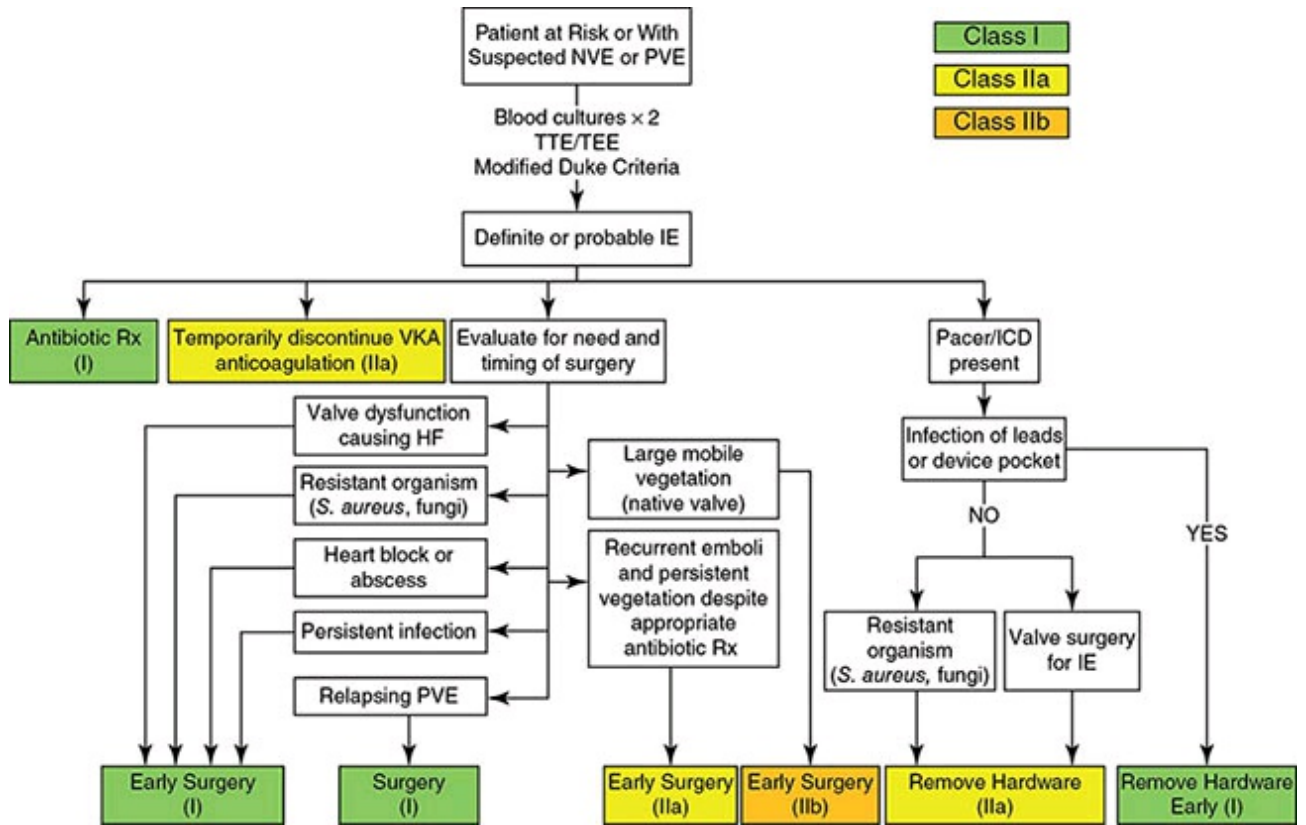 Patient at Risk or With
Suspected NVE or PVE
Class I
Class IIa
Class IIb
Blood cultures × 2
TTE/TEE
Modified Duke Criteria
Definite or probable IE
Antibiotic Rx
(I)
Temporarily discontinue VKA
anticoagulation (IIa)
Evaluate for need and
timing of surgery
Pacer/ICD
present
Valve dysfunction
causing HF
Resistant organism
(S. aureus, fungi)
Heart block or
abscess
Persistent infection
Relapsing PVE
Large mobile
vegetation
(native valve)
Recurrent emboli
and persistent
vegetation despite
appropriate
antibiotic Rx
Infection of leads
or device pocket
NO
YES
Resistant
organism
(S. aureus, fungi)
Valve surgery
for IE
Early Surgery
(I)
Surgery
(I)
Early Surgery
(IIa)
Early Surgery
(IIb)
Remove Hardware
(IIa)
Remove Hardware
Early (I)